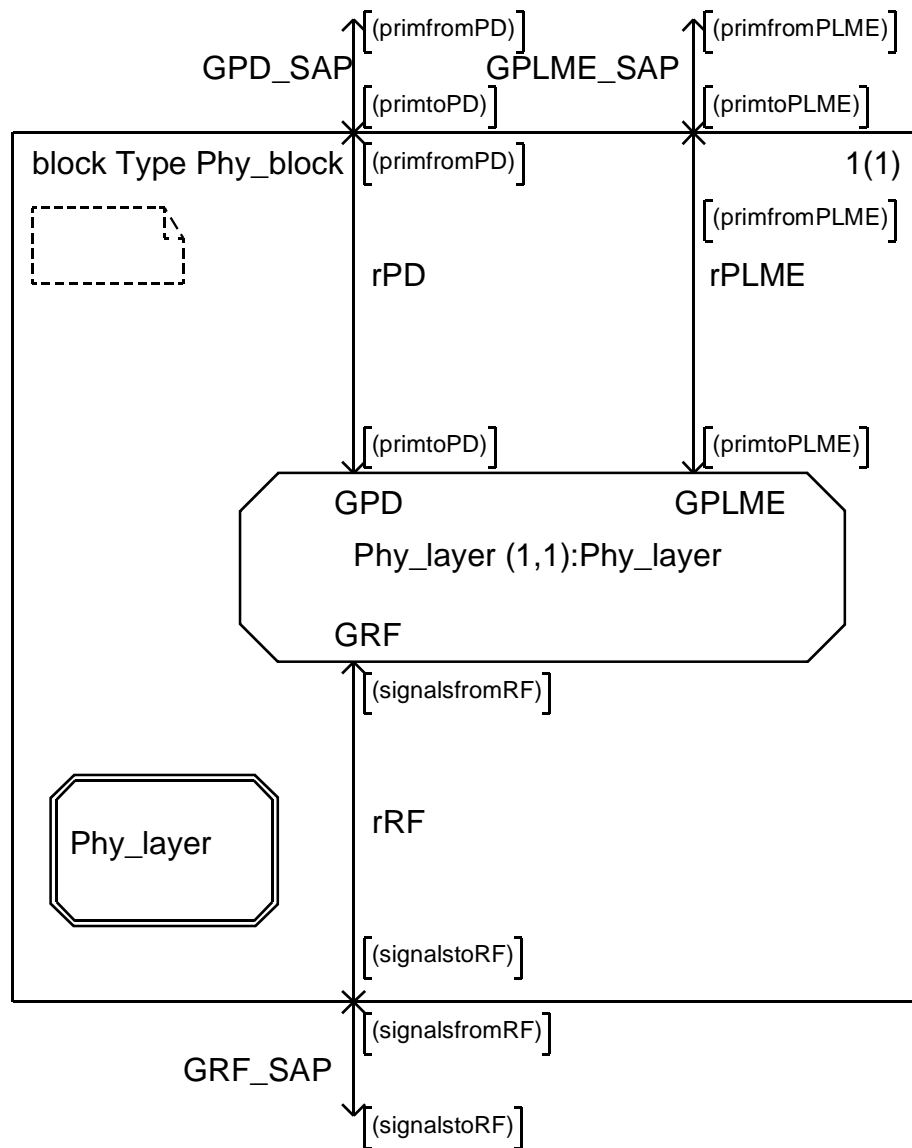 (primfromPD) (primfromPLME)
GPD_SAP GPLME_SAP
(primtoPD) (primtoPLME)
block Type Phy_block (primfromPD) 1(1)
(primfromPLME)
rPD rPLME
(primtoPD) (primtoPLME)
GPD GPLME
Phy_layer (1,1):Phy_layer
GRF
(signalsfromRF)
rRF
Phy_layer
(signalstoRF)
(signalsfromRF)
GRF_SAP
(signalstoRF)